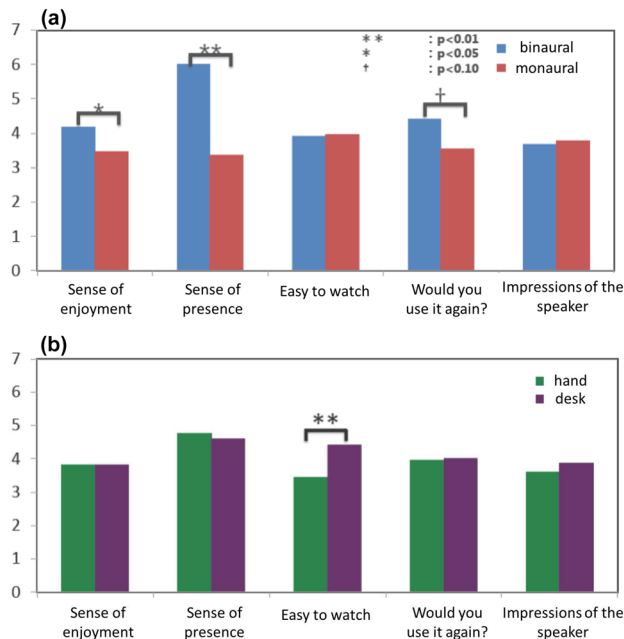 (a)
** : p<0.01
* : p<0.05
† : p<0.10
binaural
monaural
7
6
5
4
3
2
1
0
*
**
†
Sense of
enjoyment
Sense of
presence
Easy to watch
Would you
use it again?
Impressions of the
speaker
(b)
hand
desk
7
6
5
4
3
2
1
0
**
Sense of
enjoyment
Sense of
presence
Easy to watch
Would you
use it again?
Impressions of the
speaker